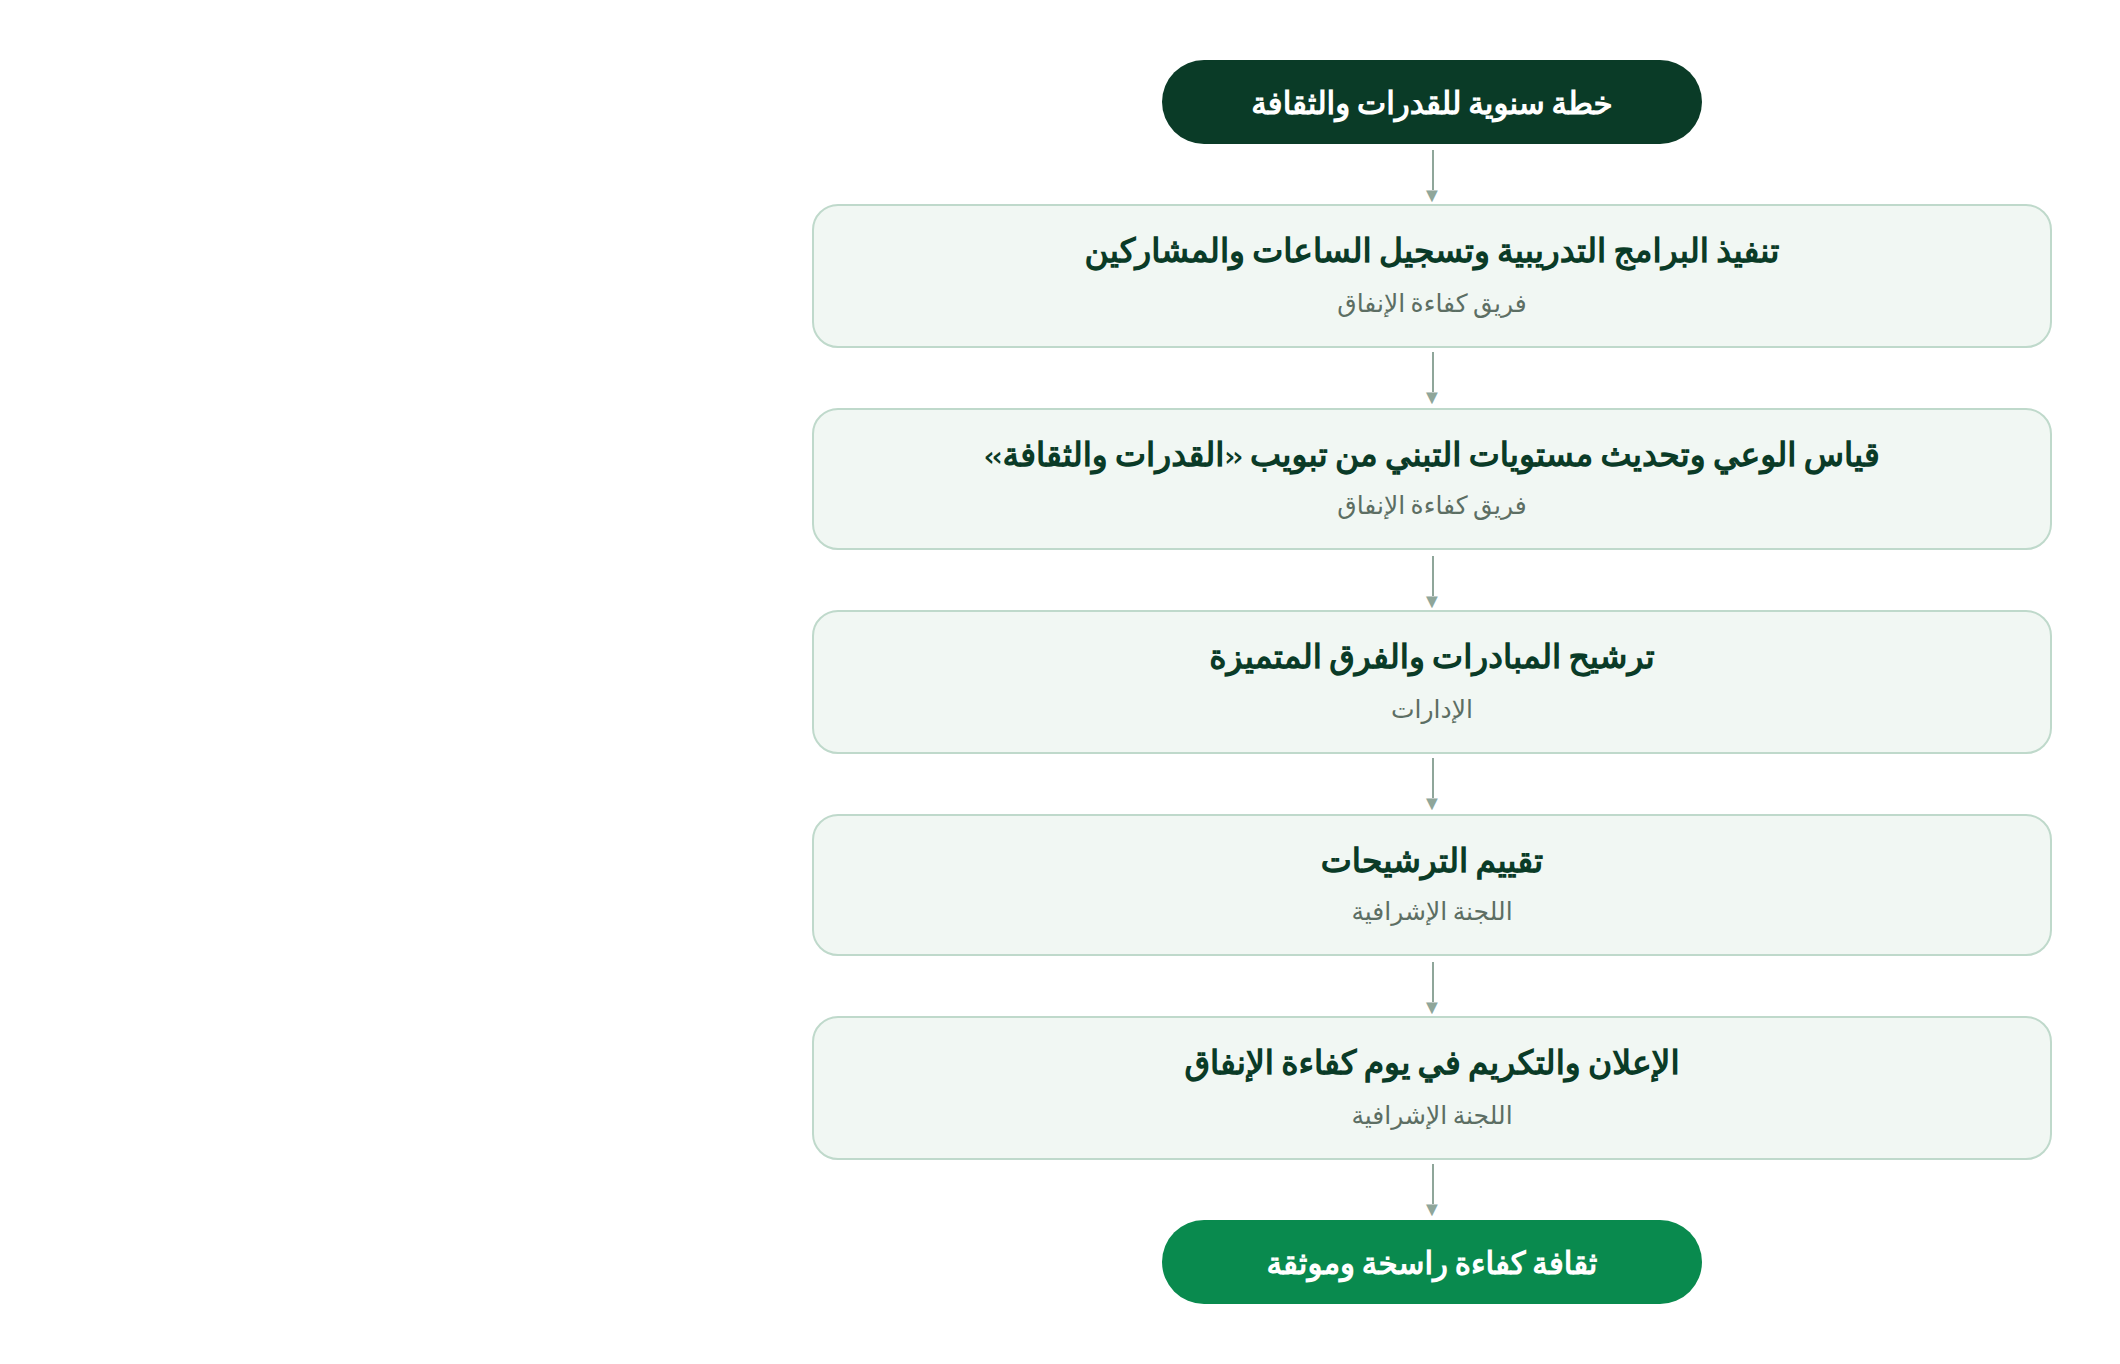 خطة سنوية للقدرات والثقافة
تنفيذ البرامج التدريبية وتسجيل الساعات والمشاركين
فريق كفاءة الإنفاق
قياس الوعي وتحديث مستويات التبني من تبويب «القدرات والثقافة»
فريق كفاءة الإنفاق
ترشيح المبادرات والفرق المتميزة
الإدارات
تقييم الترشيحات
اللجنة الإشرافية
الإعلان والتكريم في يوم كفاءة الإنفاق
اللجنة الإشرافية
ثقافة كفاءة راسخة وموثقة